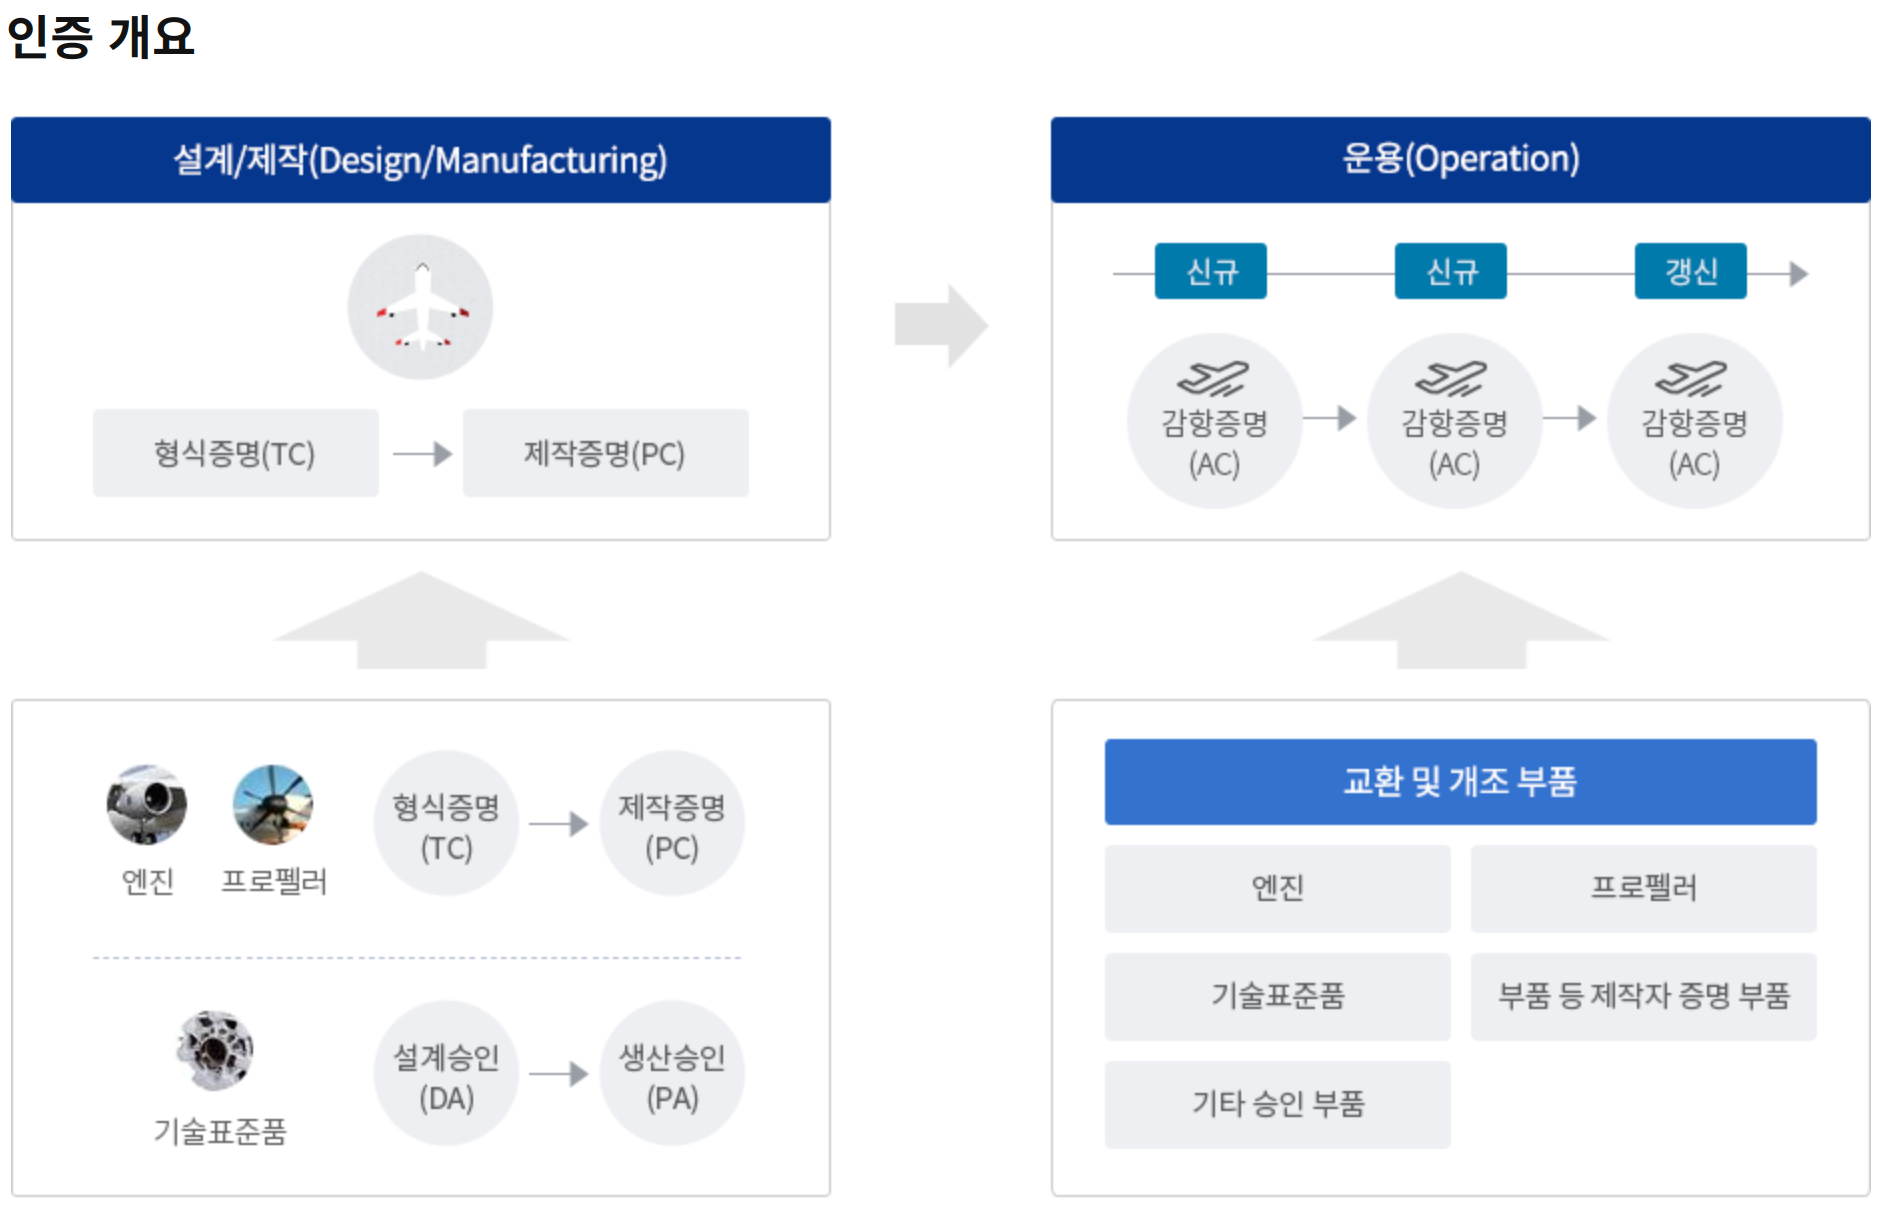 인증 개요
설계/제작(Design/Manufacturing)
형식증명(TC)
제작증명(PC)
운용(Operation)
신규
신규
갱신
감항증명
(AC)
감항증명
(AC)
감항증명
(AC)
엔진
프로펠러
형식증명
(TC)
제작증명
(PC)
기술표준품
설계승인
(DA)
생산승인
(PA)
교환 및 개조 부품
엔진
프로펠러
기술표준품
부품 등 제작자 증명 부품
기타 승인 부품